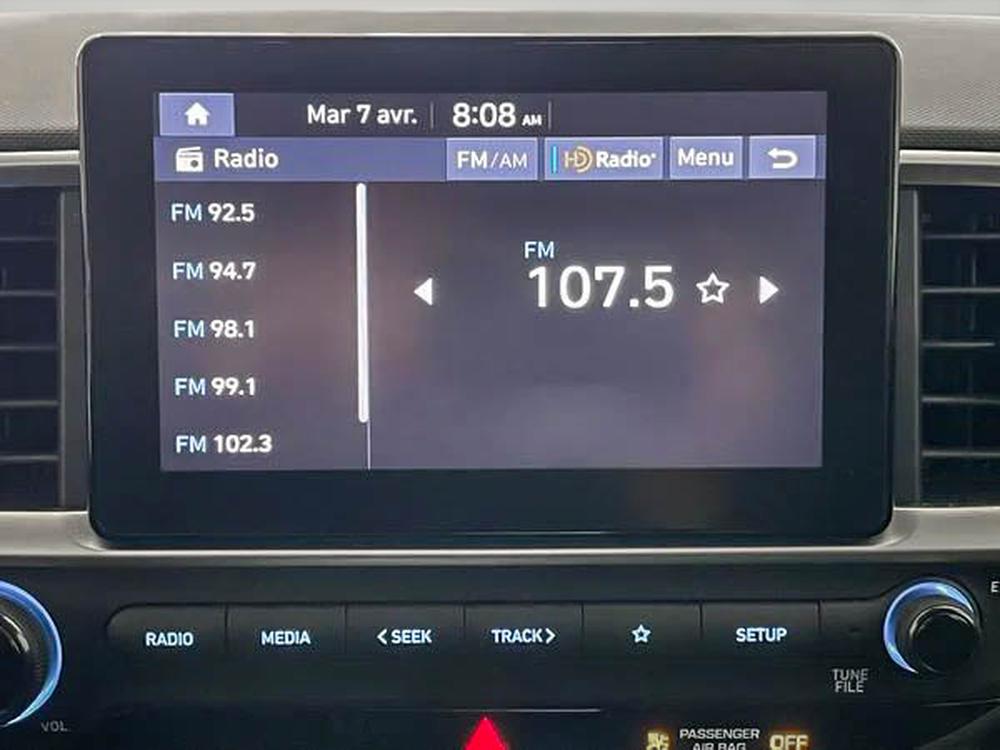 Mar 7 avr. 8:08 AM
Radio FM/AM HD Radio Menu
FM 92.5
FM 94.7
FM 98.1
FM 99.1
FM 102.3
FM
107.5
RADIO MEDIA <SEEK TRACK> SETUP
E
TUNE
FILE
VOL
PASSENGER
AIR BAG OFF